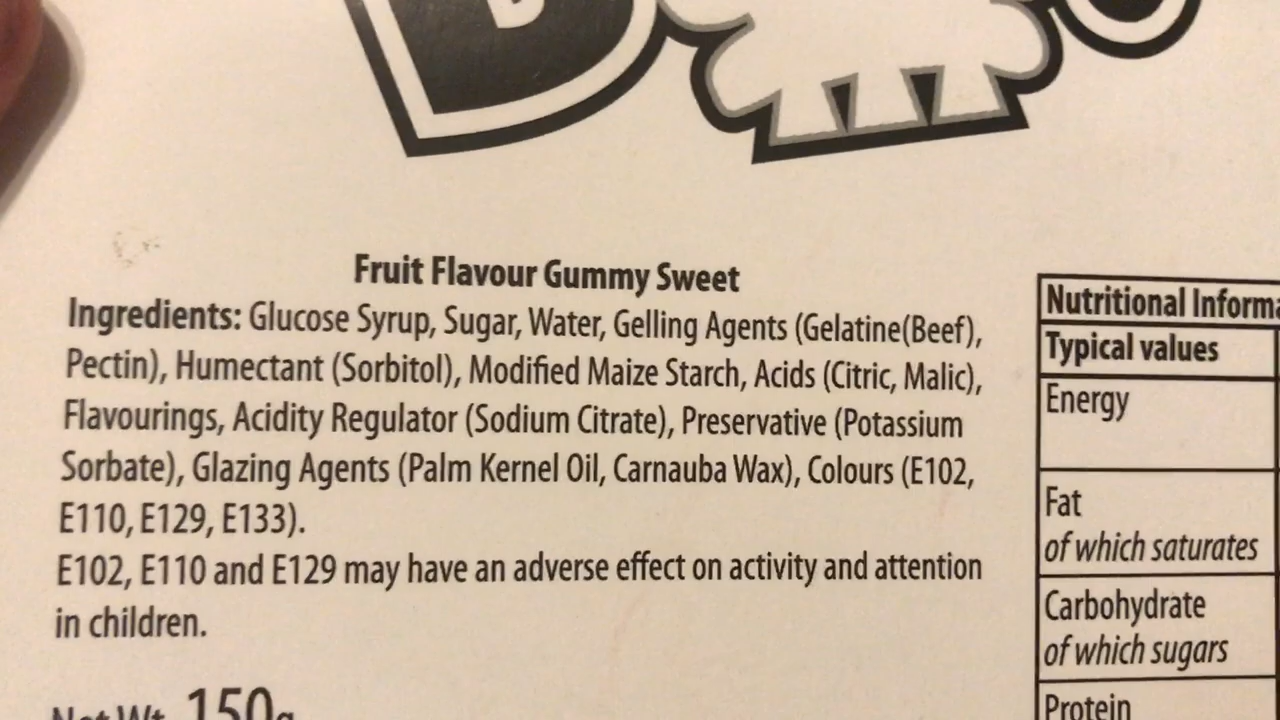 Fruit Flavour Gummy Sweet
Ingredients: Glucose Syrup, Sugar, Water, Gelling Agents (Gelatine(Beef),
Pectin), Humectant (Sorbitol), Modified Maize Starch, Acids (Citric, Malic),
Flavourings, Acidity Regulator (Sodium Citrate), Preservative (Potassium
Sorbate), Glazing Agents (Palm Kernel Oil, Carnauba Wax), Colours (E102,
E110, E129, E133).
E102, E110 and E129 may have an adverse effect on activity and attention
in children.
Net Wt. 150g
Nutritional
Typical values
Energy
Fat
of which saturates
Carbohydrate
of which sugars
Protein